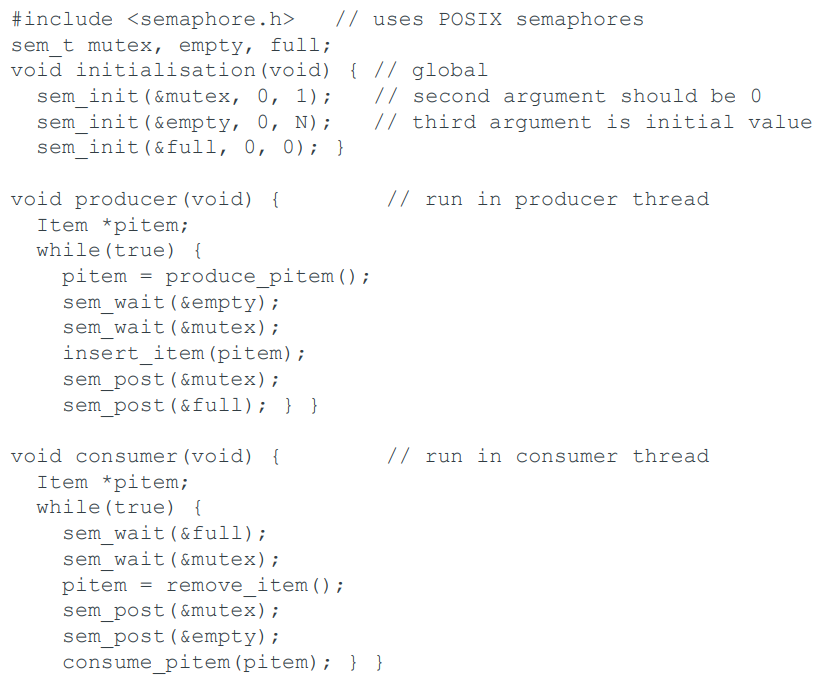 #include <semaphore.h>   // uses POSIX semaphores
sem_t mutex, empty, full;
void initialisation(void) { // global
  sem_init(&mutex, 0, 1);   // second argument should be 0
  sem_init(&empty, 0, N);   // third argument is initial value
  sem_init(&full, 0, 0); }

void producer(void) {        // run in producer thread
  Item *pitem;
  while(true) {
    pitem = produce_pitem();
    sem_wait(&empty);
    sem_wait(&mutex);
    insert_item(pitem);
    sem_post(&mutex);
    sem_post(&full); } }

void consumer(void) {        // run in consumer thread
  Item *pitem;
  while(true) {
    sem_wait(&full);
    sem_wait(&mutex);
    pitem = remove_item();
    sem_post(&mutex);
    sem_post(&empty);
    consume_pitem(pitem); } }